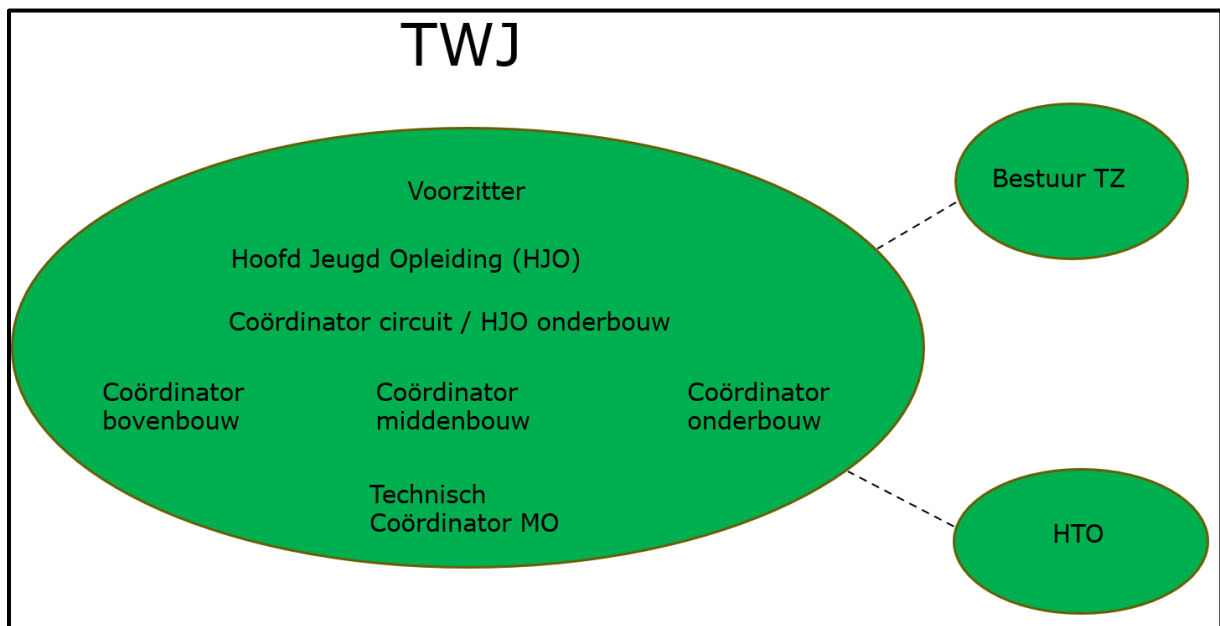 TWJ
Voorzitter
Bestuur TZ
Hoofd Jeugd Opleiding (HJO)
Coördinator circuit / HJO onderbouw
Coördinator
bovenbouw
Coördinator
middenbouw
Coördinator
onderbouw
Technisch
Coördinator MO
HTO